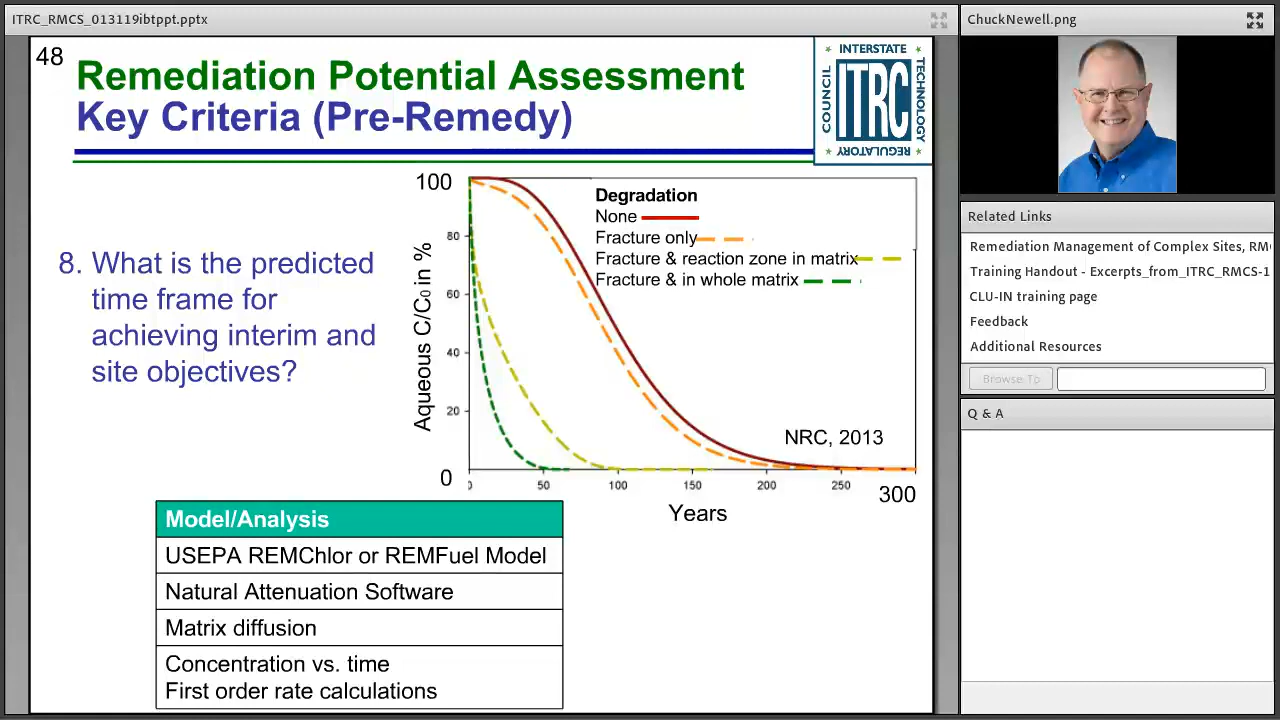 ITRC_RMCS_013119ibtppt.pptx
48
Remediation Potential Assessment
Key Criteria (Pre-Remedy)
INTERSTATE
COUNCIL
ITRC
TECHNOLOGY
REGULATORY
8. What is the predicted
time frame for
achieving interim and
site objectives?
Aqueous C/C0 in %
100
80
60
40
20
0
Degradation
None
Fracture only
Fracture & reaction zone in matrix
Fracture & in whole matrix
NRC, 2013
0
50
100
150
200
250
300
Years
Model/Analysis
USEPA REMChlor or REMFuel Model
Natural Attenuation Software
Matrix diffusion
Concentration vs. time
First order rate calculations
ChuckNewell.png
Related Links
Remediation Management of Complex Sites, RM
Training Handout - Excerpts_from_ITRC_RMCS-1
CLU-IN training page
Feedback
Additional Resources
Browse To
Q & A